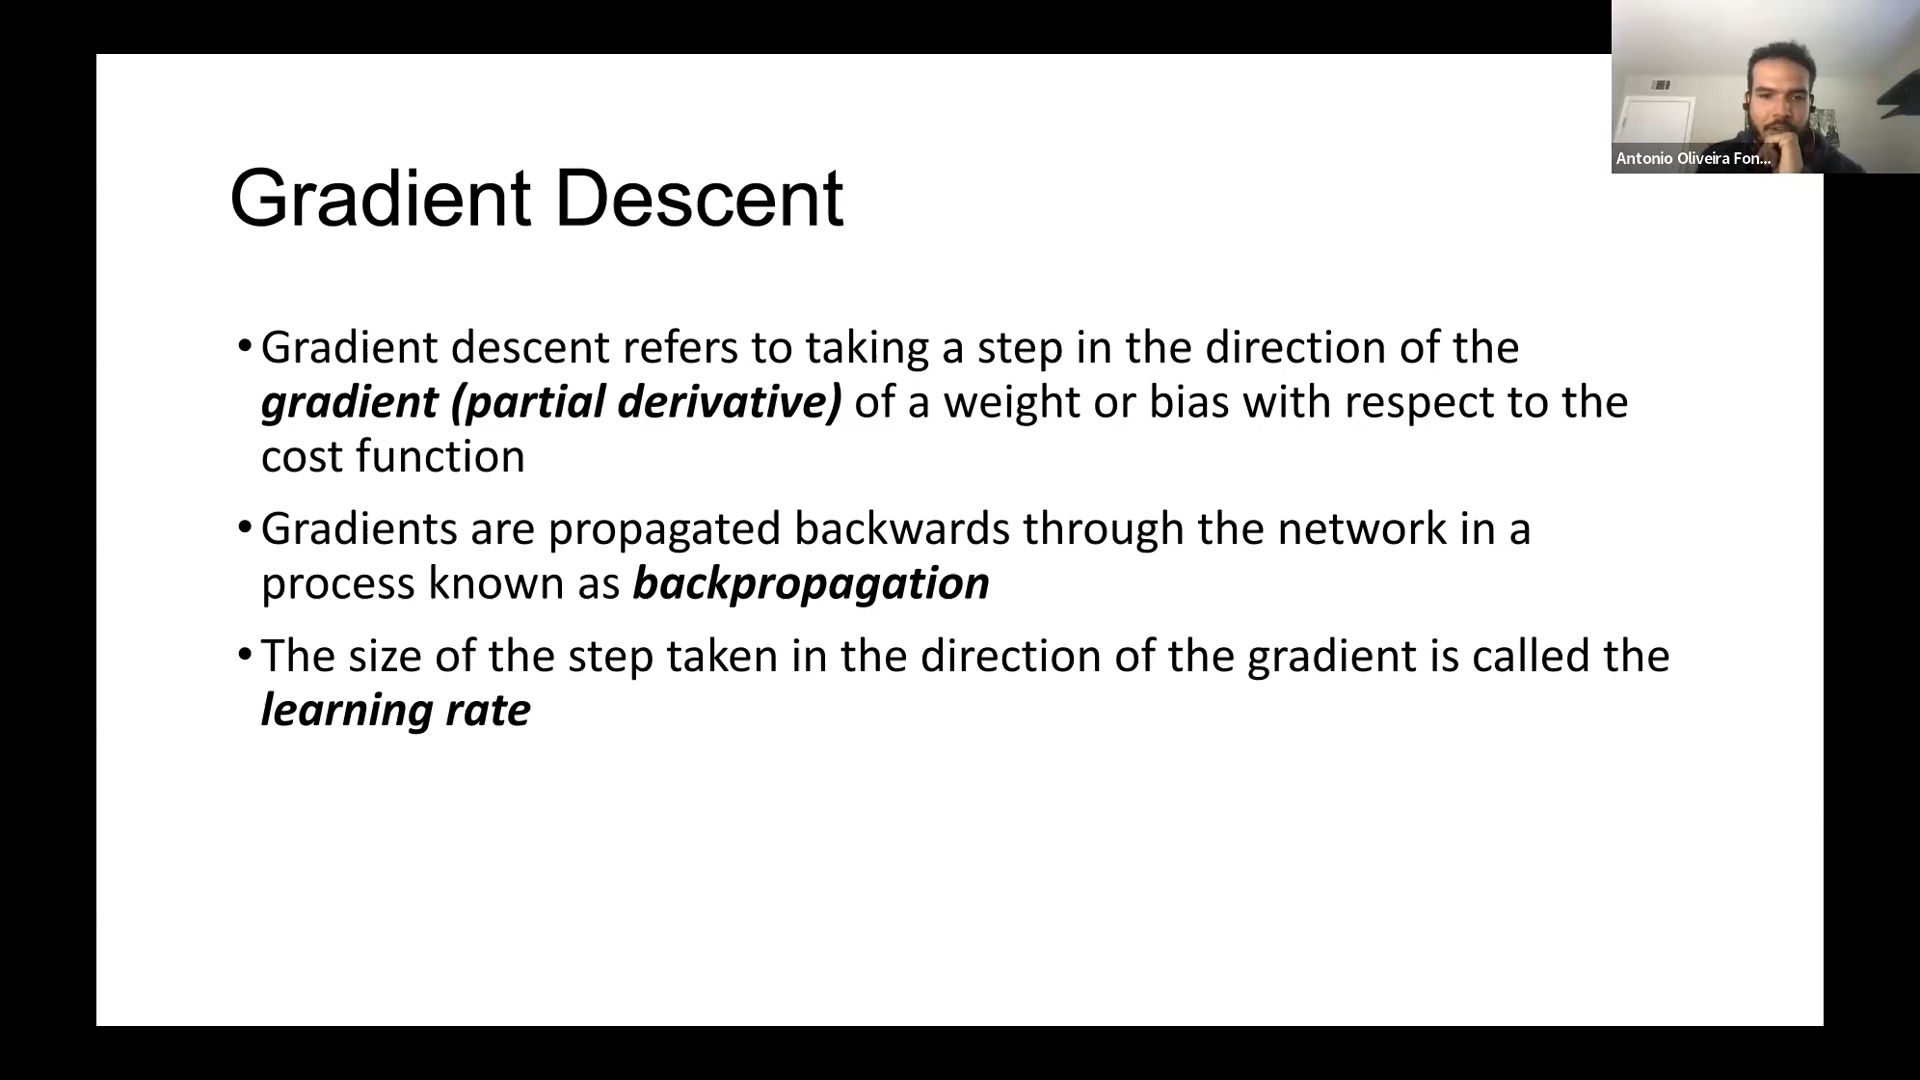 Antonio Oliveira Fon...
Gradient Descent
• Gradient descent refers to taking a step in the direction of the
gradient (partial derivative) of a weight or bias with respect to the
cost function
• Gradients are propagated backwards through the network in a
process known as backpropagation
• The size of the step taken in the direction of the gradient is called the
learning rate